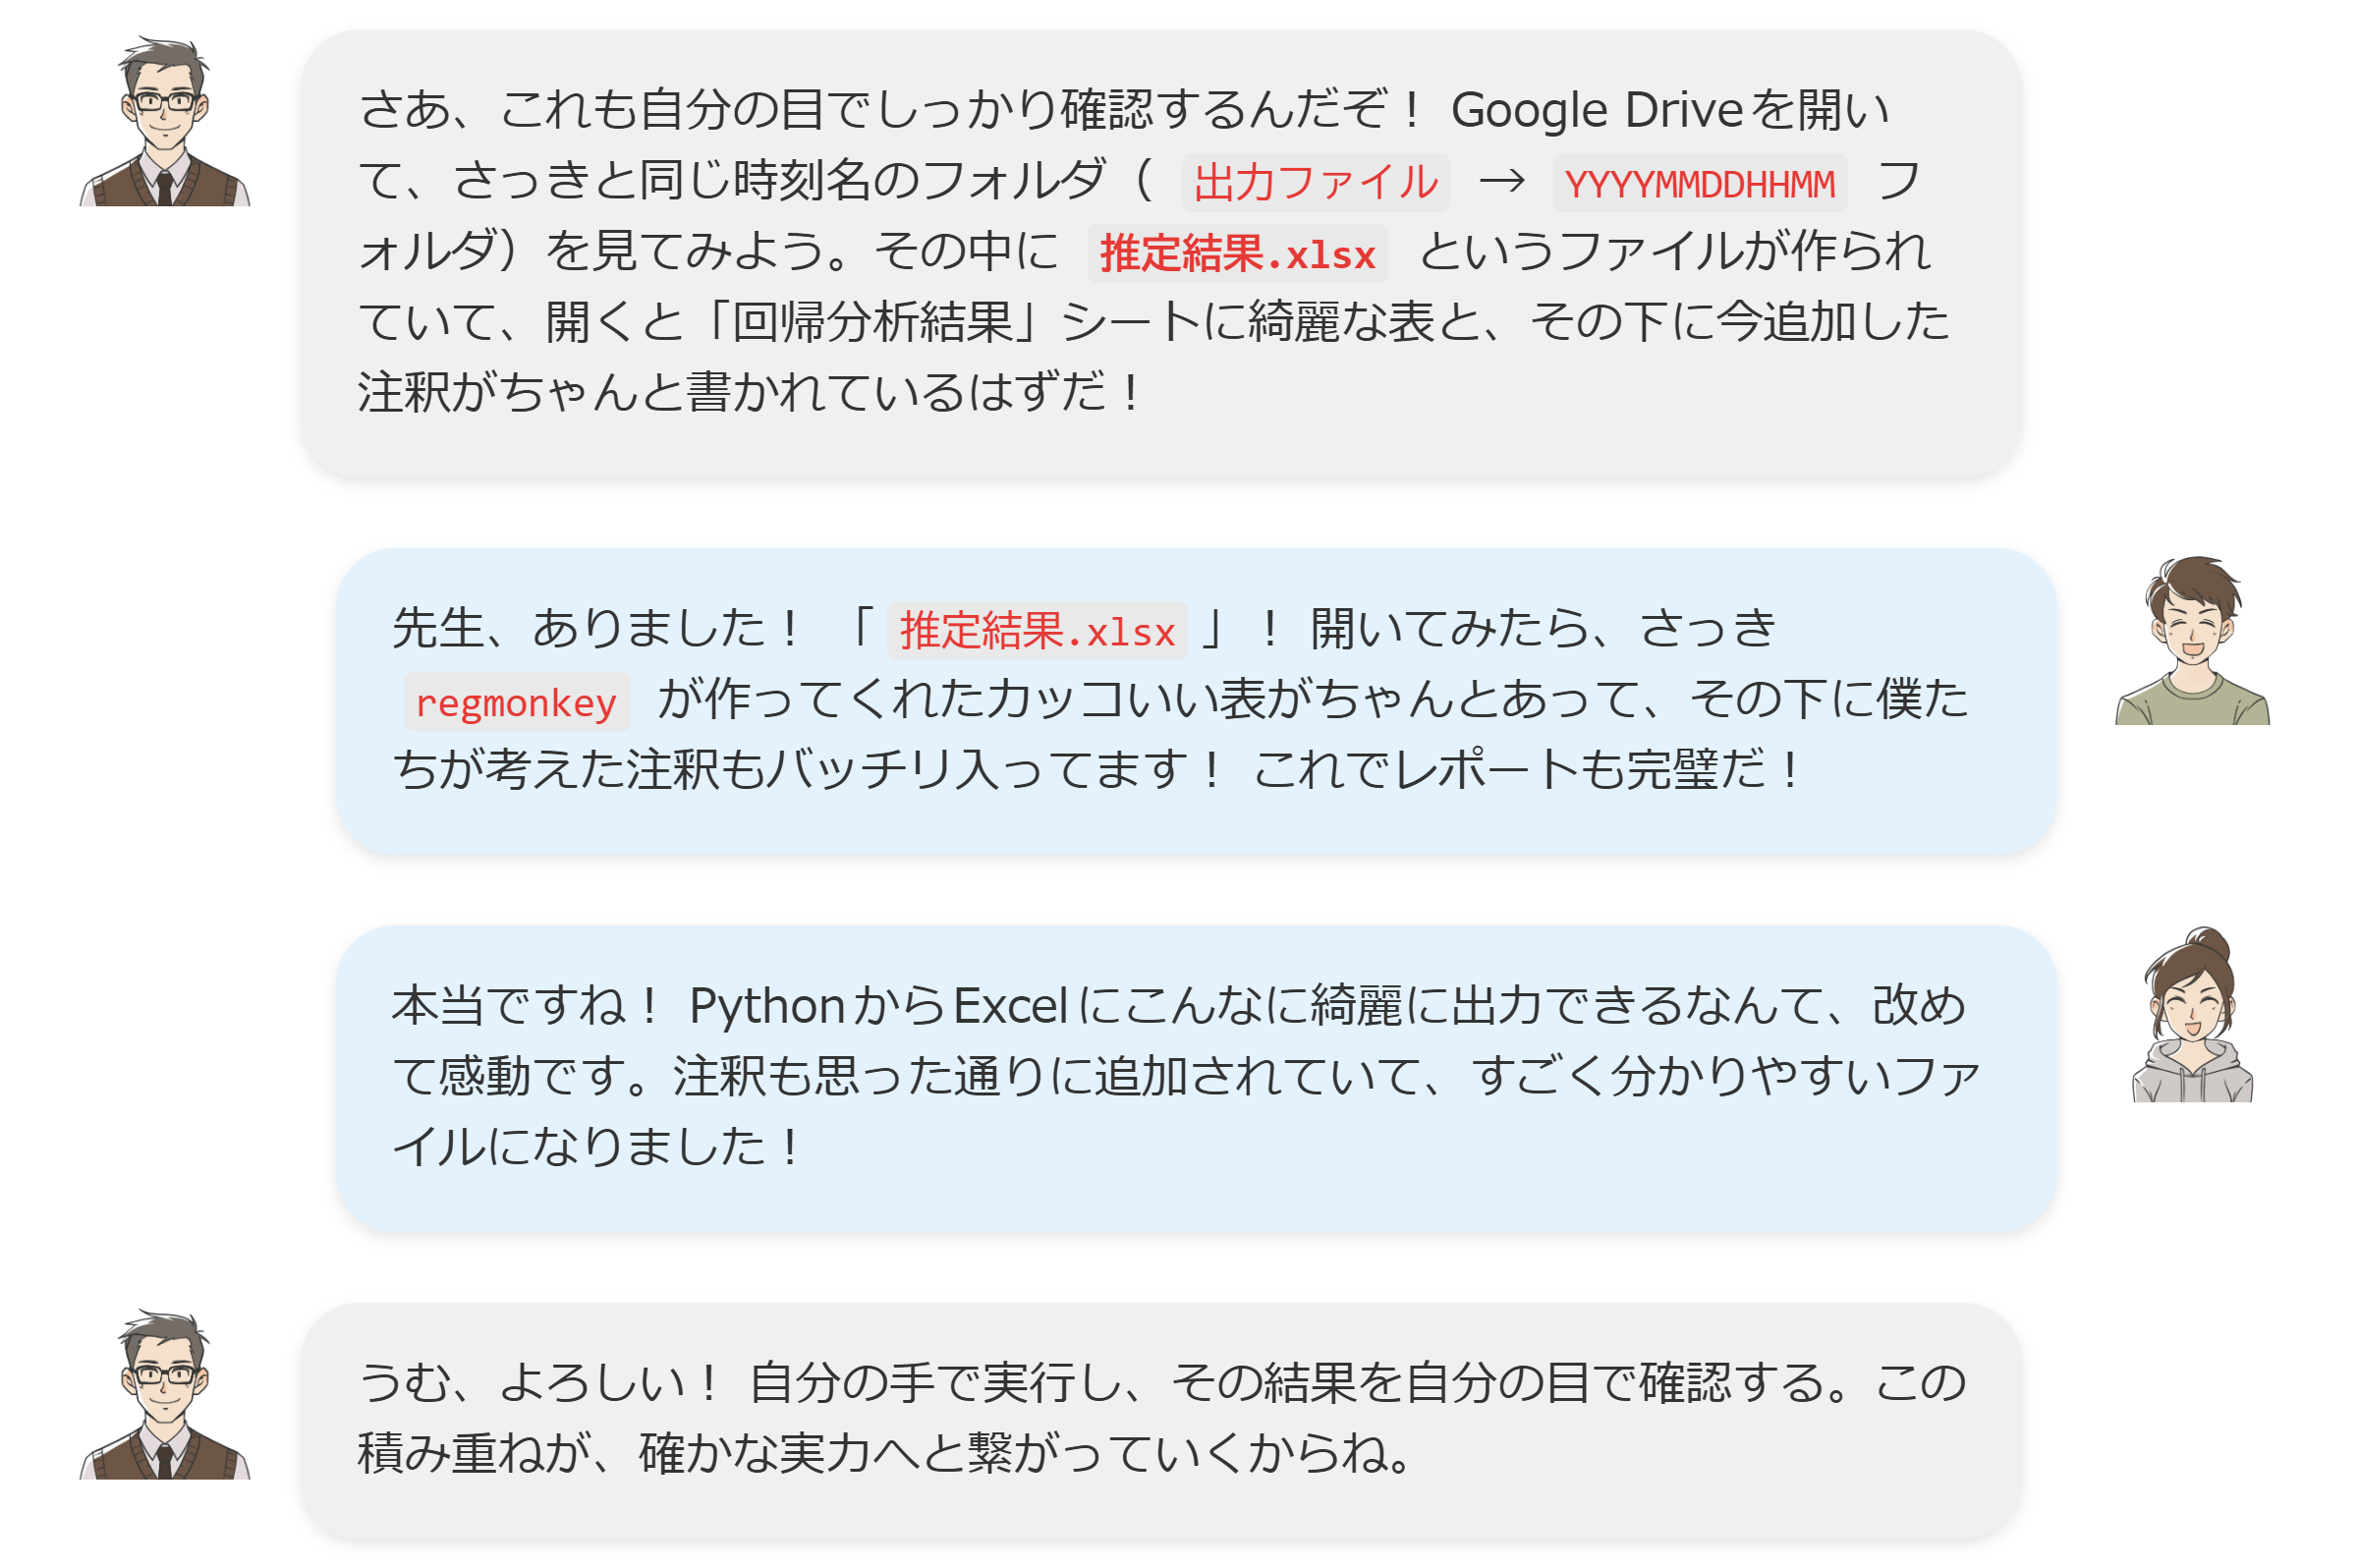 さあ、これも自分の目でしっかり確認するんだぞ！ Google Driveを開い
て、さっきと同じ時刻名のフォルダ（ 出力ファイル → YYYYMMDDHHMM フ
ォルダ）を見てみよう。その中に 推定結果.xlsx というファイルが作られ
ていて、開くと「回帰分析結果」シートに綺麗な表と、その下に今追加した
注釈がちゃんと書かれているはずだ！
先生、ありました！ 「 推定結果.xlsx 」！ 開いてみたら、さっき
regmonkey が作ってくれたカッコいい表がちゃんとあって、その下に僕た
ちが考えた注釈もバッチリ入ってます！ これでレポートも完璧だ！
本当ですね！ PythonからExcelにこんなに綺麗に出力できるなんて、改め
て感動です。注釈も思った通りに追加されていて、すごく分かりやすいファ
イルになりました！
うむ、よろしい！ 自分の手で実行し、その結果を自分の目で確認する。この
積み重ねが、確かな実力へと繋がっていくからね。